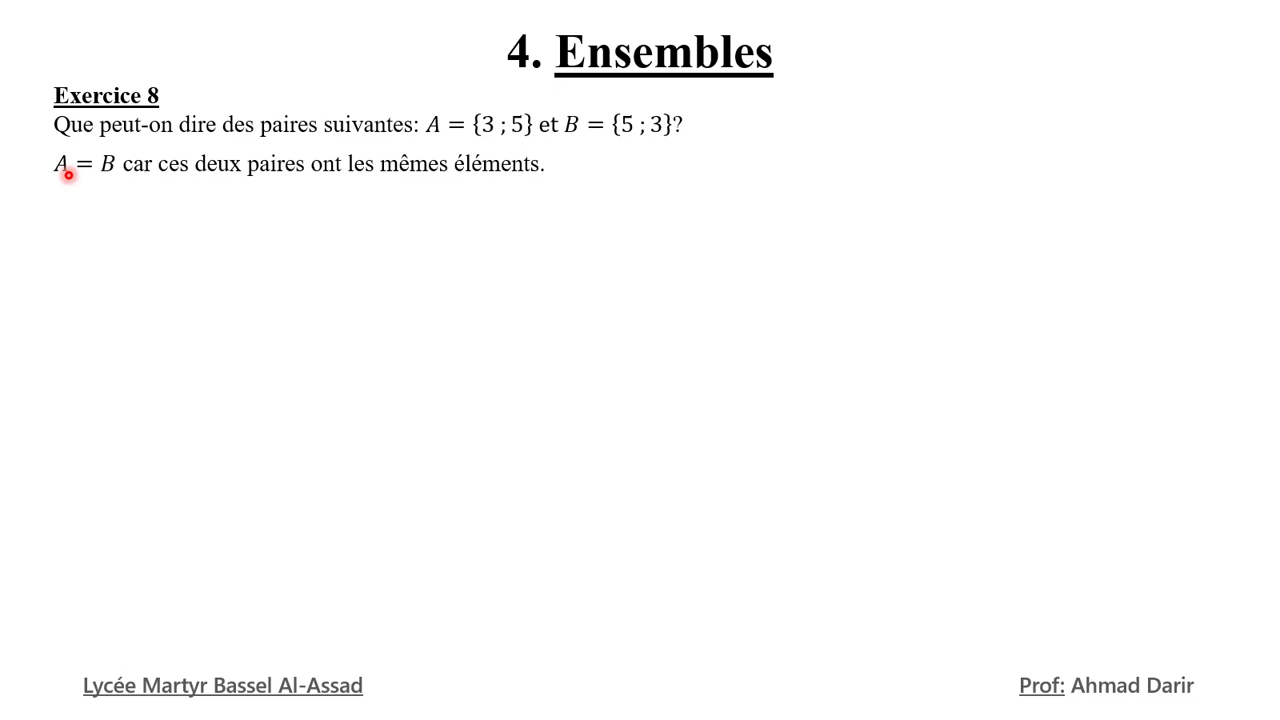 4. Ensembles
Exercice 8
Que peut-on dire des paires suivantes: A = {3 ; 5} et B = {5 ; 3}?
A = B car ces deux paires ont les mêmes éléments.
Lycée Martyr Bassel Al-Assad
Prof: Ahmad Darir